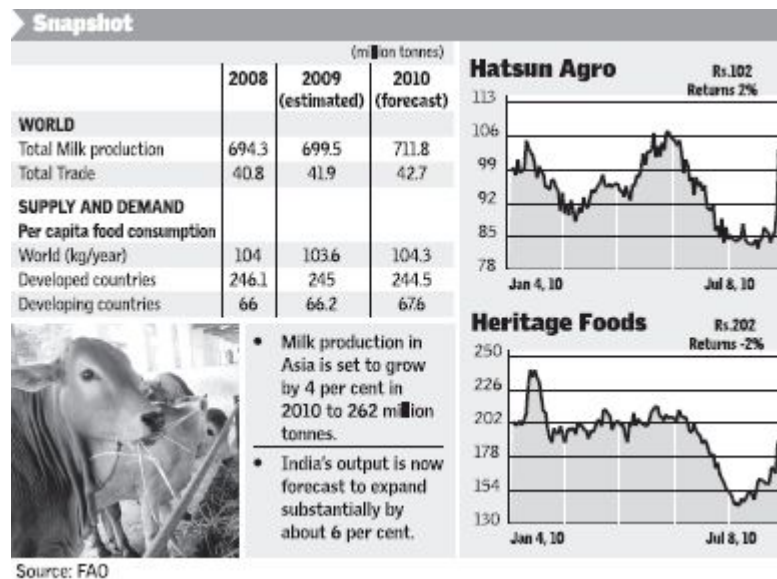 Snapshot
(million tonnes)
2008 2009 2010
(estimated) (forecast)
WORLD
Total Milk production 694.3 699.5 711.8
Total Trade 40.8 41.9 42.7
SUPPLY AND DEMAND
Per capita food consumption
World (kg/year) 104 103.6 104.3
Developed countries 246.1 245 244.5
Developing countries 66 66.2 67.6
• Milk production in
Asia is set to grow
by 4 per cent in
2010 to 262 million
tonnes.
• India's output is now
forecast to expand
substantially by
about 6 per cent.
Source: FAO
Hatsun Agro Rs.102
Returns 2%
113
106
99
92
85
78
Jan 4, 10 Jul 8, 10
Heritage Foods Rs.202
Returns -2%
250
226
202
178
154
130
Jan 4, 10 Jul 8, 10